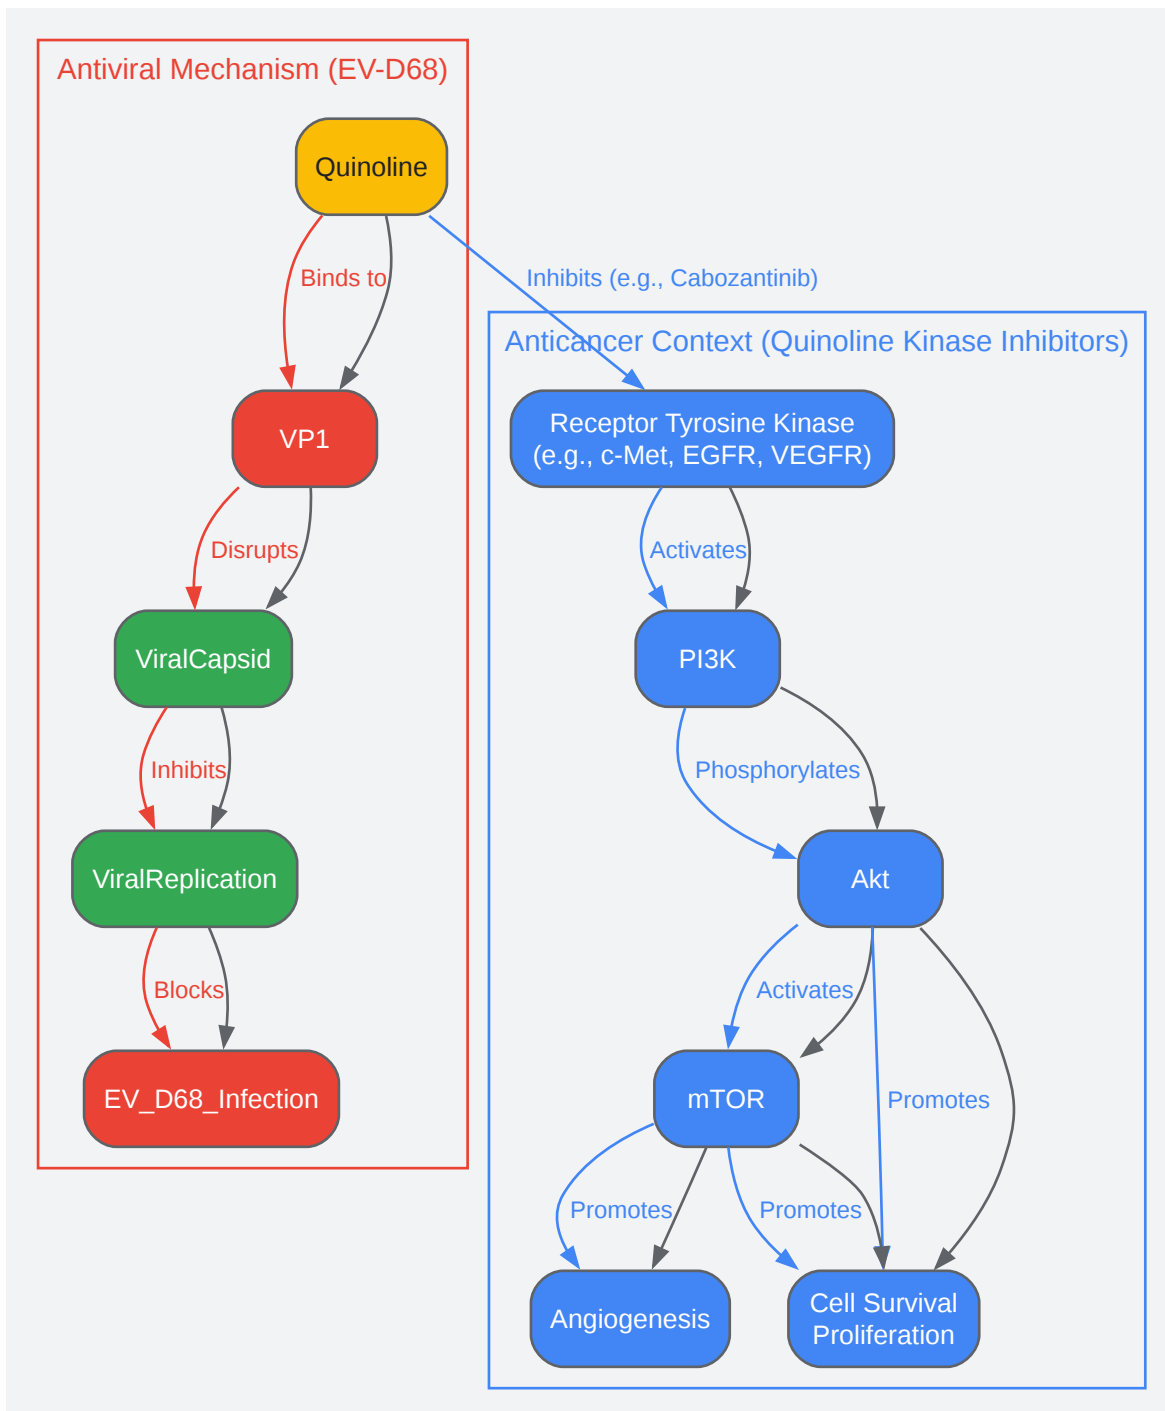 Antiviral Mechanism (EV-D68)
Quinoline
Binds to
Inhibits (e.g., Cabozantinib)
VP1
Disrupts
ViralCapsid
Inhibits
ViralReplication
Blocks
EV_D68_Infection
Anticancer Context (Quinoline Kinase Inhibitors)
Receptor Tyrosine Kinase
(e.g., c-Met, EGFR, VEGFR)
Activates
PI3K
Phosphorylates
Akt
Activates
mTOR
Promotes
Promotes
Promotes
Angiogenesis
Cell Survival
Proliferation